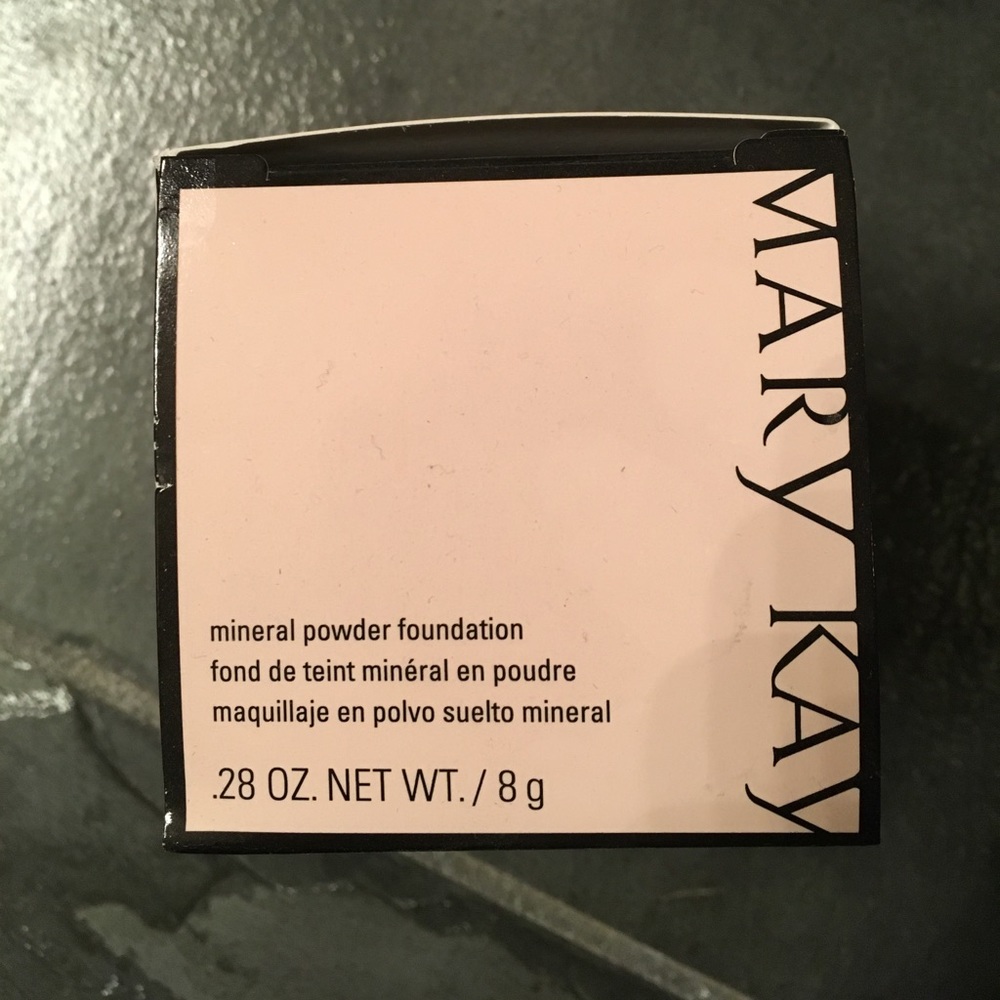 MARY KAY
mineral powder foundation
fond de teint minéral en poudre
maquillaje en polvo suelto mineral
.28 OZ. NET WT. / 8 g